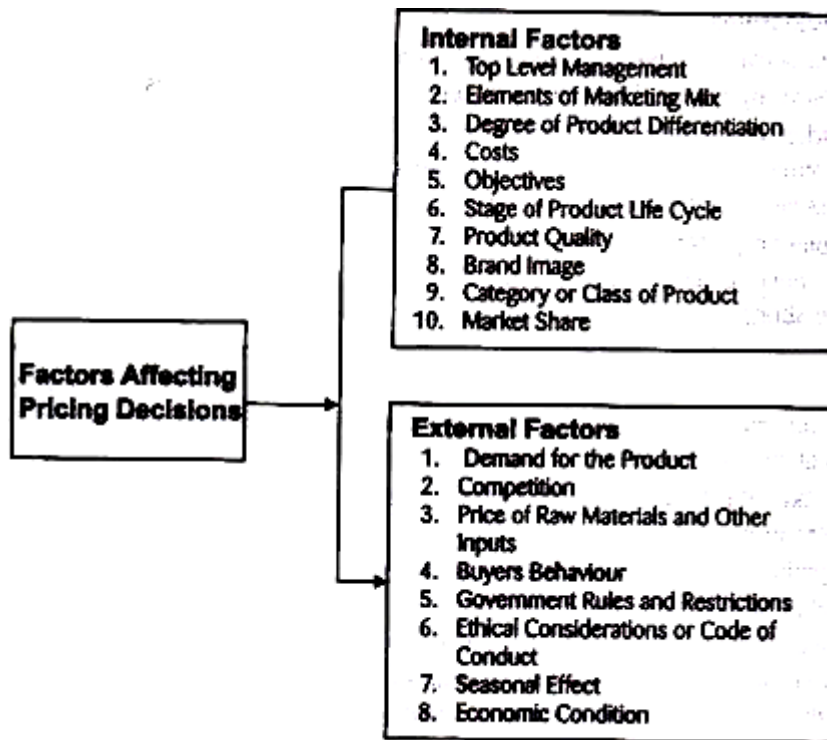 Factors Affecting
Pricing Decisions
Internal Factors
1. Top Level Management
2. Elements of Marketing Mix
3. Degree of Product Differentiation
4. Costs
5. Objectives
6. Stage of Product Life Cycle
7. Product Quality
8. Brand Image
9. Category or Class of Product
10. Market Share
External Factors
1. Demand for the Product
2. Competition
3. Price of Raw Materials and Other
Inputs
4. Buyers Behaviour
5. Government Rules and Restrictions
6. Ethical Considerations or Code of
Conduct
7. Seasonal Effect
8. Economic Condition